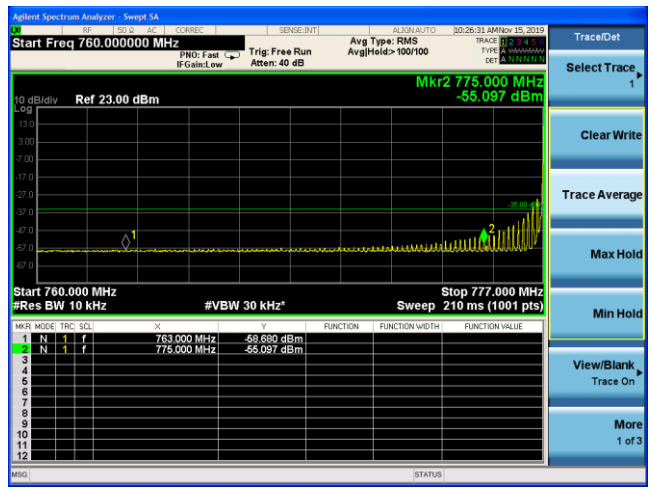 Agilent Spectrum Analyzer - Swept SA
RF 50 Ω AC CORREC SENSE:INT ALIGNAUTO 10:26:31 AMNov 15, 2019
Start Freq 760.000000 MHz
PNO: Fast
IFGain:Low
Trig: Free Run
Atten: 40 dB
Avg Type: RMS
Avg|Hold:>100/100
TRACE 1 2 3 4 5 6
TYPE A
DET A N N N N N
Mkr2 775.000 MHz
-55.097 dBm
10 dB/div Ref 23.00 dBm
Log
13.0
3.00
-7.00
-17.0
-27.0
-35.00 dBm
-37.0
-47.0
-57.0
-67.0
1
2
Start 760.000 MHz Stop 777.000 MHz
#Res BW 10 kHz #VBW 30 kHz* Sweep 210 ms (1001 pts)
MKR MODE TRC SCL X Y FUNCTION FUNCTION WIDTH FUNCTION VALUE
1 N 1 f 763.000 MHz -58.680 dBm
2 N 1 f 775.000 MHz -55.097 dBm
3
4
5
6
7
8
9
10
11
12
MSG STATUS
Trace/Det
Select Trace
1
Clear Write
Trace Average
Max Hold
Min Hold
View/Blank
Trace On
More
1 of 3